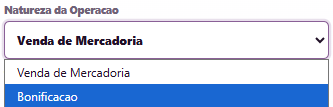 Natureza da Operacao
Venda de Mercadoria
Venda de Mercadoria
Bonificacao